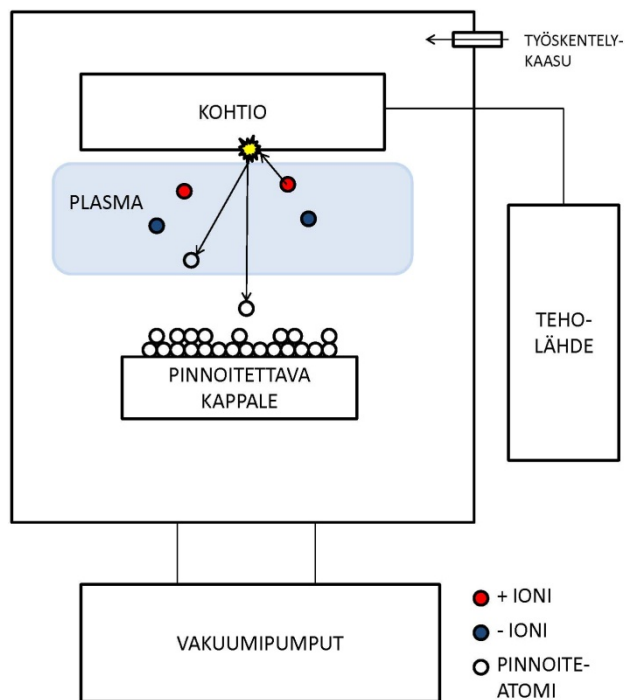 TYÖSKENTELY-
KAASU
KOHTIO
PLASMA
TEHO-
LÄHDE
PINNOITETTAVA
KAPPALE
VAKUUMIPUMPUT
+ IONI
- IONI
PINNOITE-
ATOMI